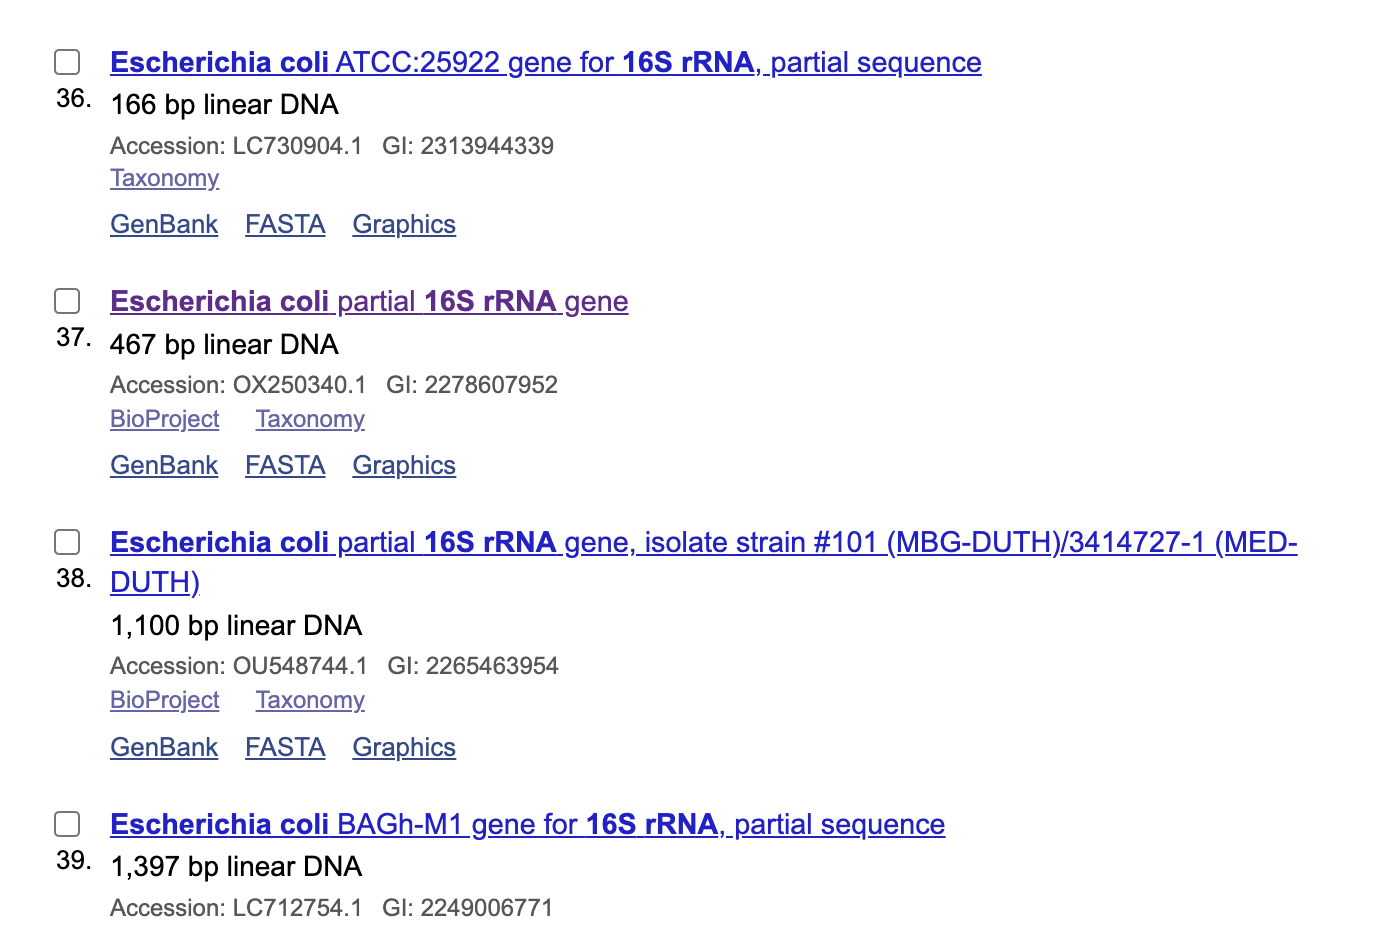 Escherichia coli ATCC:25922 gene for 16S rRNA, partial sequence
36. 166 bp linear DNA
Accession: LC730904.1 GI: 2313944339
Taxonomy
GenBank FASTA Graphics
Escherichia coli partial 16S rRNA gene
37. 467 bp linear DNA
Accession: OX250340.1 GI: 2278607952
BioProject Taxonomy
GenBank FASTA Graphics
Escherichia coli partial 16S rRNA gene, isolate strain #101 (MBG-DUTH)/3414727-1 (MED-
38. DUTH)
1,100 bp linear DNA
Accession: OU548744.1 GI: 2265463954
BioProject Taxonomy
GenBank FASTA Graphics
Escherichia coli BAGh-M1 gene for 16S rRNA, partial sequence
39. 1,397 bp linear DNA
Accession: LC712754.1 GI: 2249006771